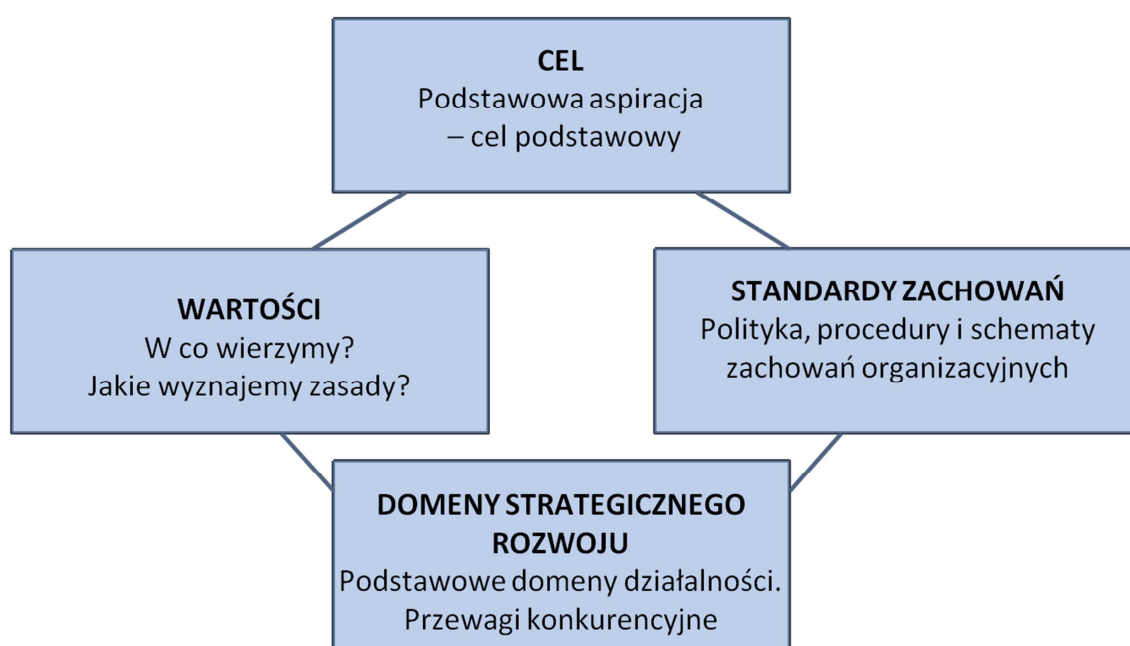 CEL
Podstawowa aspiracja
– cel podstawowy
WARTOŚCI
W co wierzymy?
Jakie wyznajemy zasady?
STANDARDY ZACHOWAŃ
Polityka, procedury i schematy
zachowań organizacyjnych
DOMENY STRATEGICZNEGO
ROZWOJU
Podstawowe domeny działalności.
Przewagi konkurencyjne